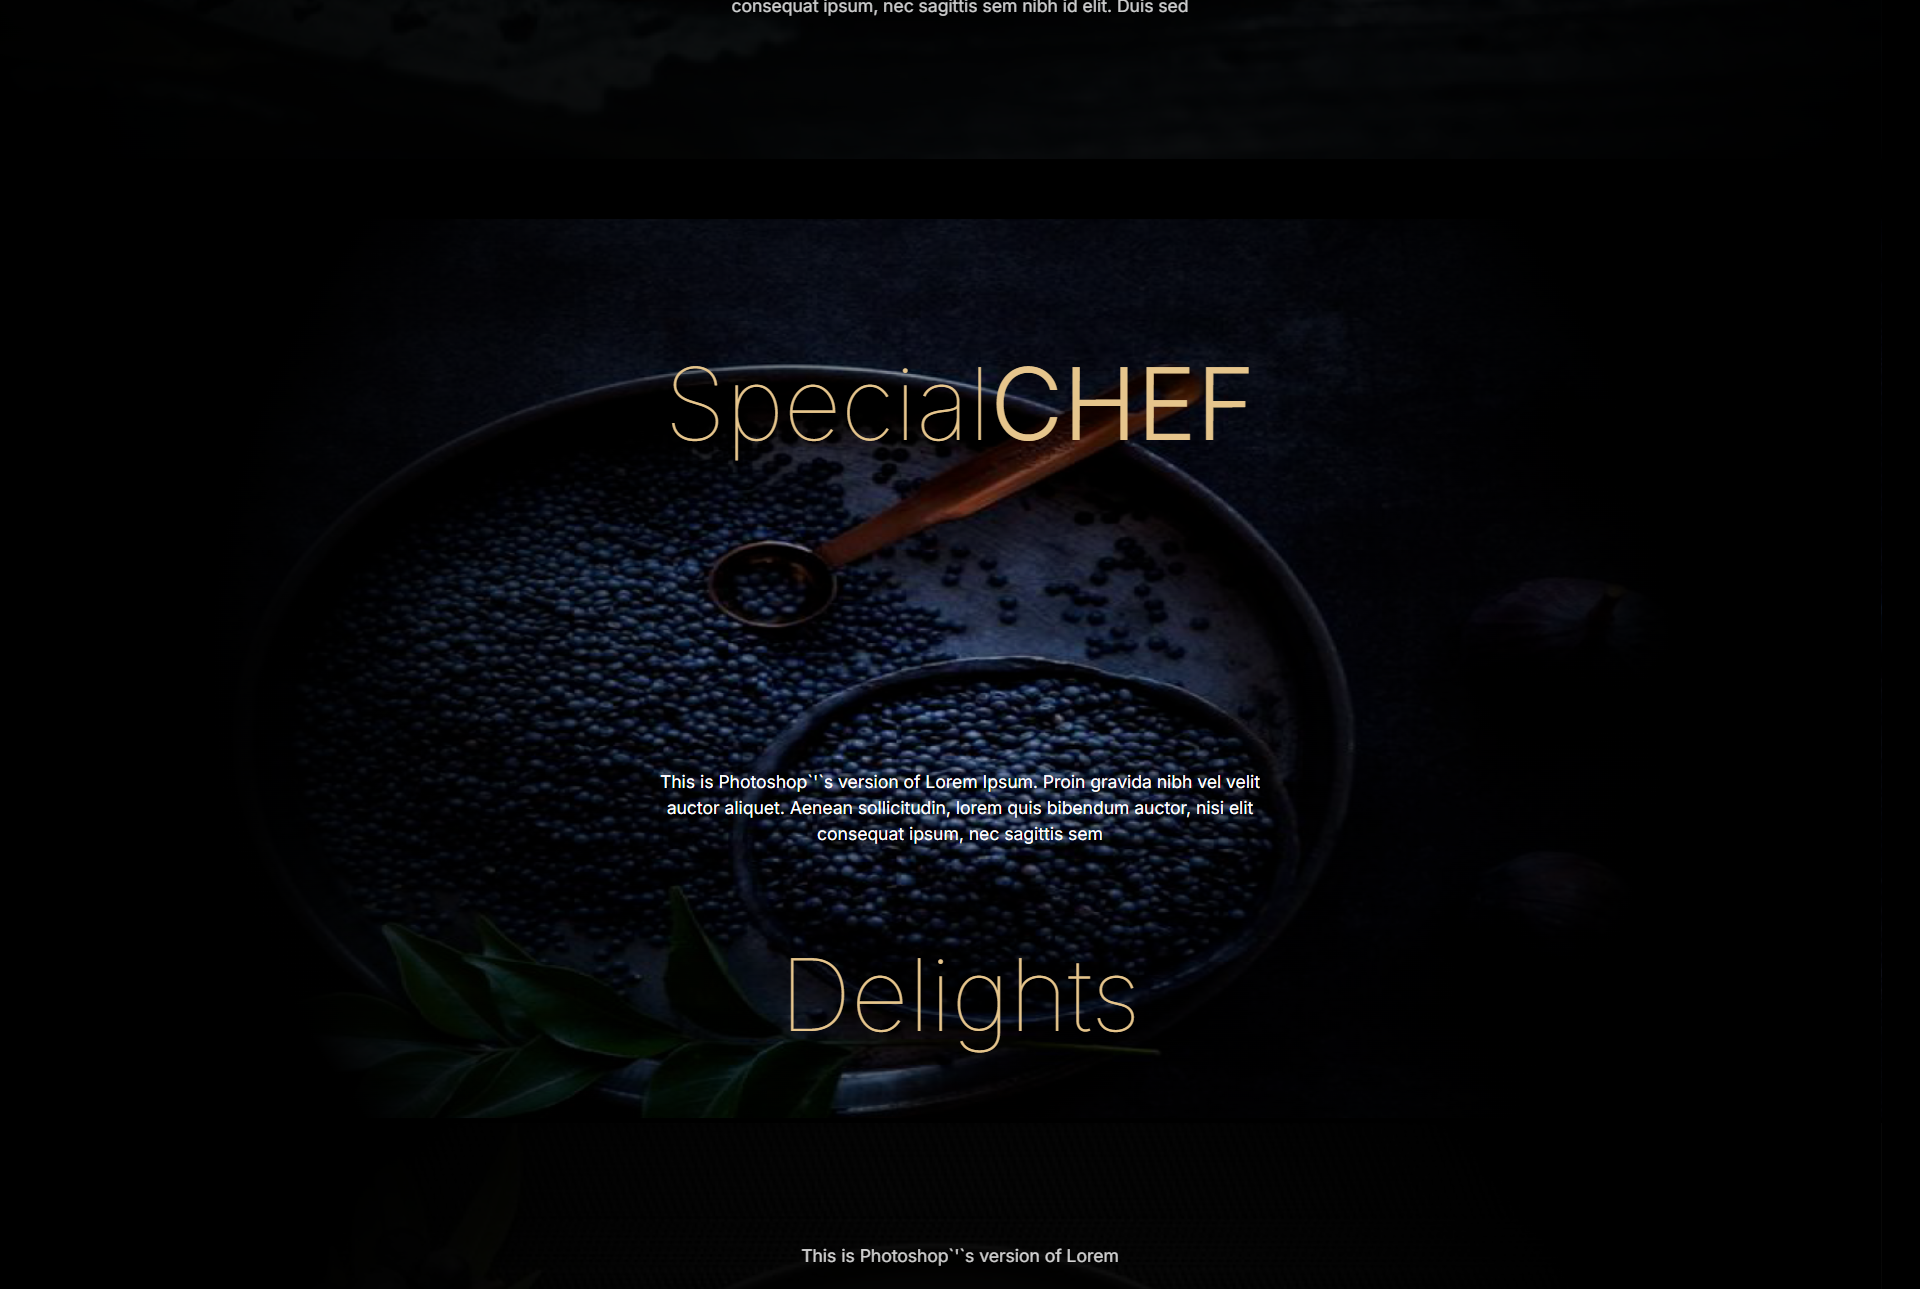 consequat ipsum, nec sagittis sem nibh id elit. Duis sed
SpecialCHEF
This is Photoshop`'`s version of Lorem Ipsum. Proin gravida nibh vel velit
auctor aliquet. Aenean sollicitudin, lorem quis bibendum auctor, nisi elit
consequat ipsum, nec sagittis sem
Delights
This is Photoshop`'`s version of Lorem